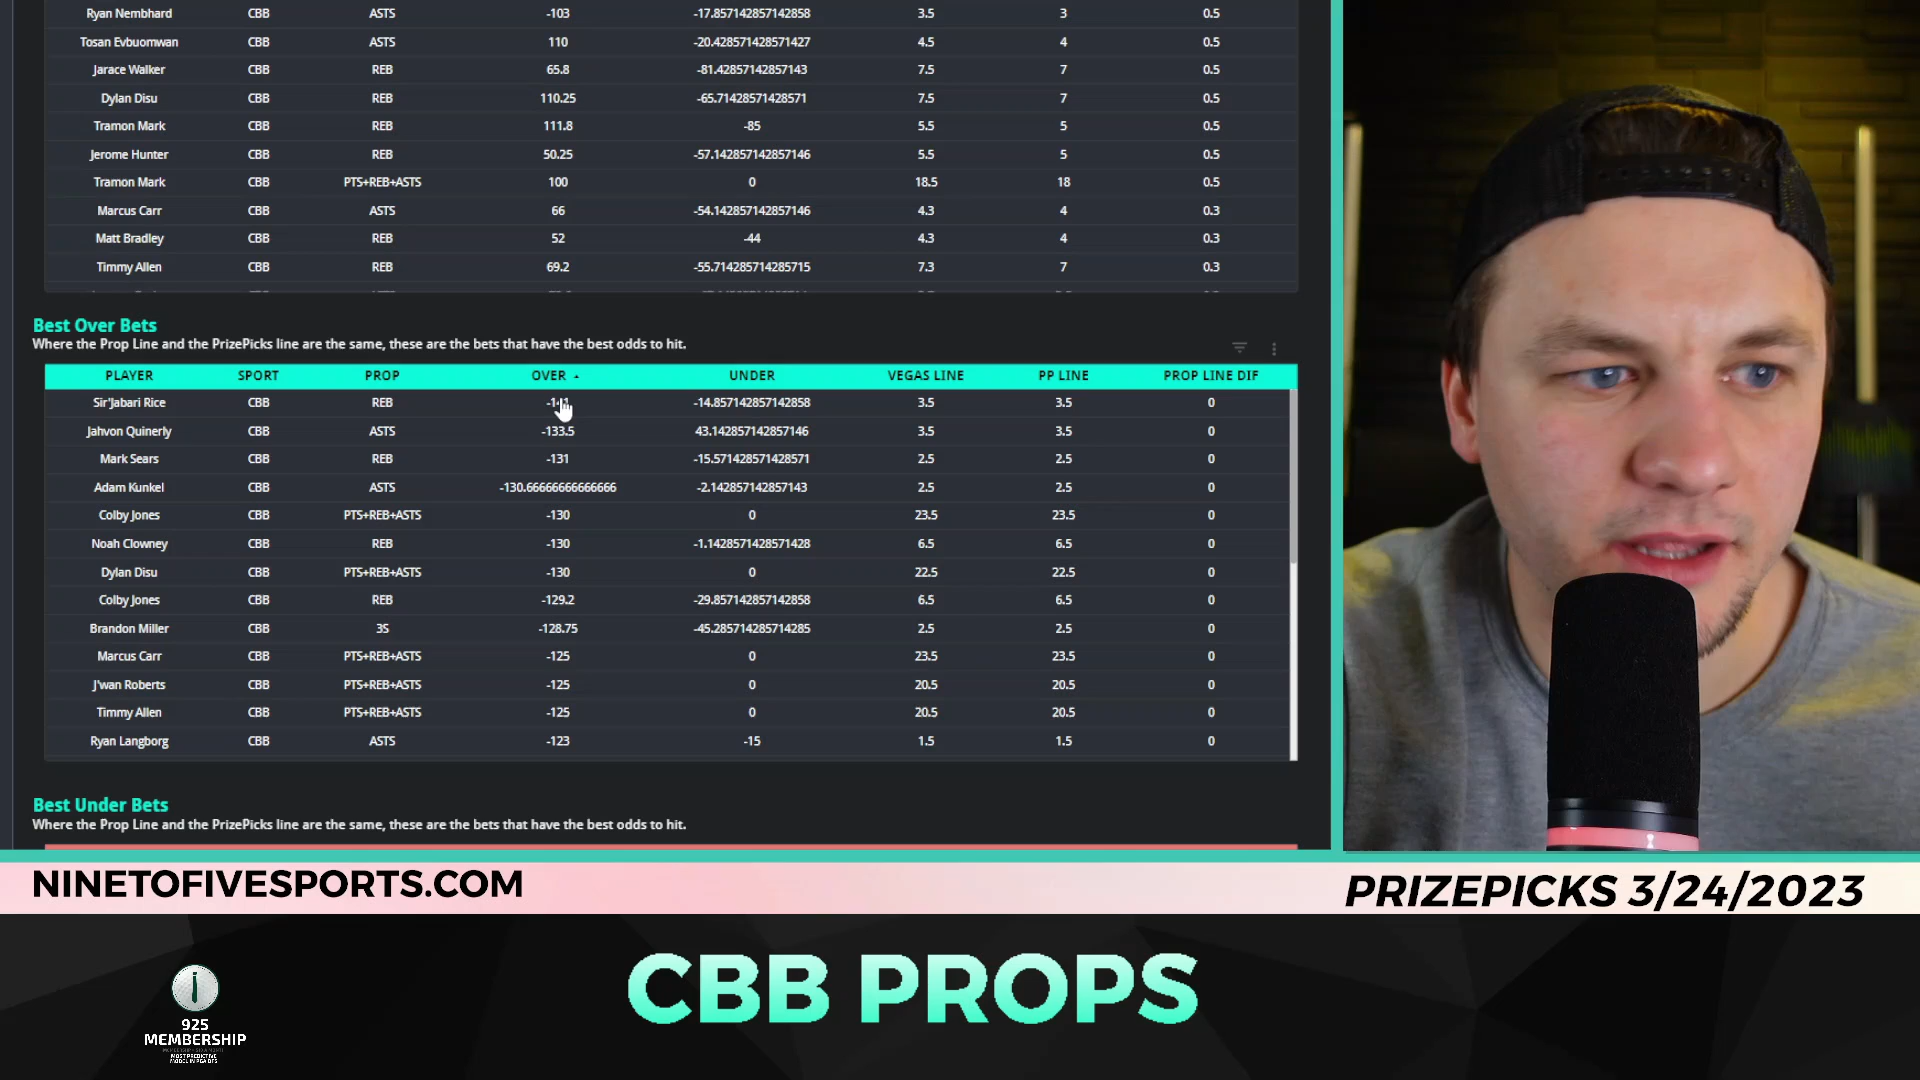 Ryan Nembhard CBB ASTS -103 -17.857142857142858 3.5 3 0.5
Tosan Evbuomwan CBB ASTS 110 -20.428571428571427 4.5 4 0.5
Jarace Walker CBB REB 65.8 -81.42857142857143 7.5 7 0.5
Dylan Disu CBB REB 110.25 -65.71428571428571 7.5 7 0.5
Tramon Mark CBB REB 111.8 -85 5.5 5 0.5
Jerome Hunter CBB REB 50.25 -57.142857142857146 5.5 5 0.5
Tramon Mark CBB PTS+REB+ASTS 100 0 18.5 18 0.5
Marcus Carr CBB ASTS 66 -54.142857142857146 4.3 4 0.3
Matt Bradley CBB REB 52 -44 4.3 4 0.3
Timmy Allen CBB REB 69.2 -55.714285714285715 7.3 7 0.3
Best Over Bets
Where the Prop Line and the PrizePicks line are the same, these are the bets that have the best odds to hit.
PLAYER SPORT PROP OVER UNDER VEGAS LINE PP LINE PROP LINE DIF
Sir'Jabari Rice CBB REB -14.857142857142858 3.5 3.5 0
Jahvon Quinerly CBB ASTS -133.5 43.142857142857146 3.5 3.5 0
Mark Sears CBB REB -131 -15.571428571428571 2.5 2.5 0
Adam Kunkel CBB ASTS -130.66666666666666 -2.142857142857143 2.5 2.5 0
Colby Jones CBB PTS+REB+ASTS -130 0 23.5 23.5 0
Noah Clowney CBB REB -130 -1.1428571428571428 6.5 6.5 0
Dylan Disu CBB PTS+REB+ASTS -130 0 22.5 22.5 0
Colby Jones CBB REB -129.2 -29.857142857142858 6.5 6.5 0
Brandon Miller CBB 3S -128.75 -45.285714285714285 2.5 2.5 0
Marcus Carr CBB PTS+REB+ASTS -125 0 23.5 23.5 0
J'wan Roberts CBB PTS+REB+ASTS -125 0 20.5 20.5 0
Timmy Allen CBB PTS+REB+ASTS -125 0 20.5 20.5 0
Ryan Langborg CBB ASTS -123 -15 1.5 1.5 0
Best Under Bets
Where the Prop Line and the PrizePicks line are the same, these are the bets that have the best odds to hit.
NINETOFIVESPORTS.COM
PRIZEPICKS 3/24/2023
CBB PROPS
925
MEMBERSHIP
MOST PREDICTIVE
MODEL IN PGA DFS